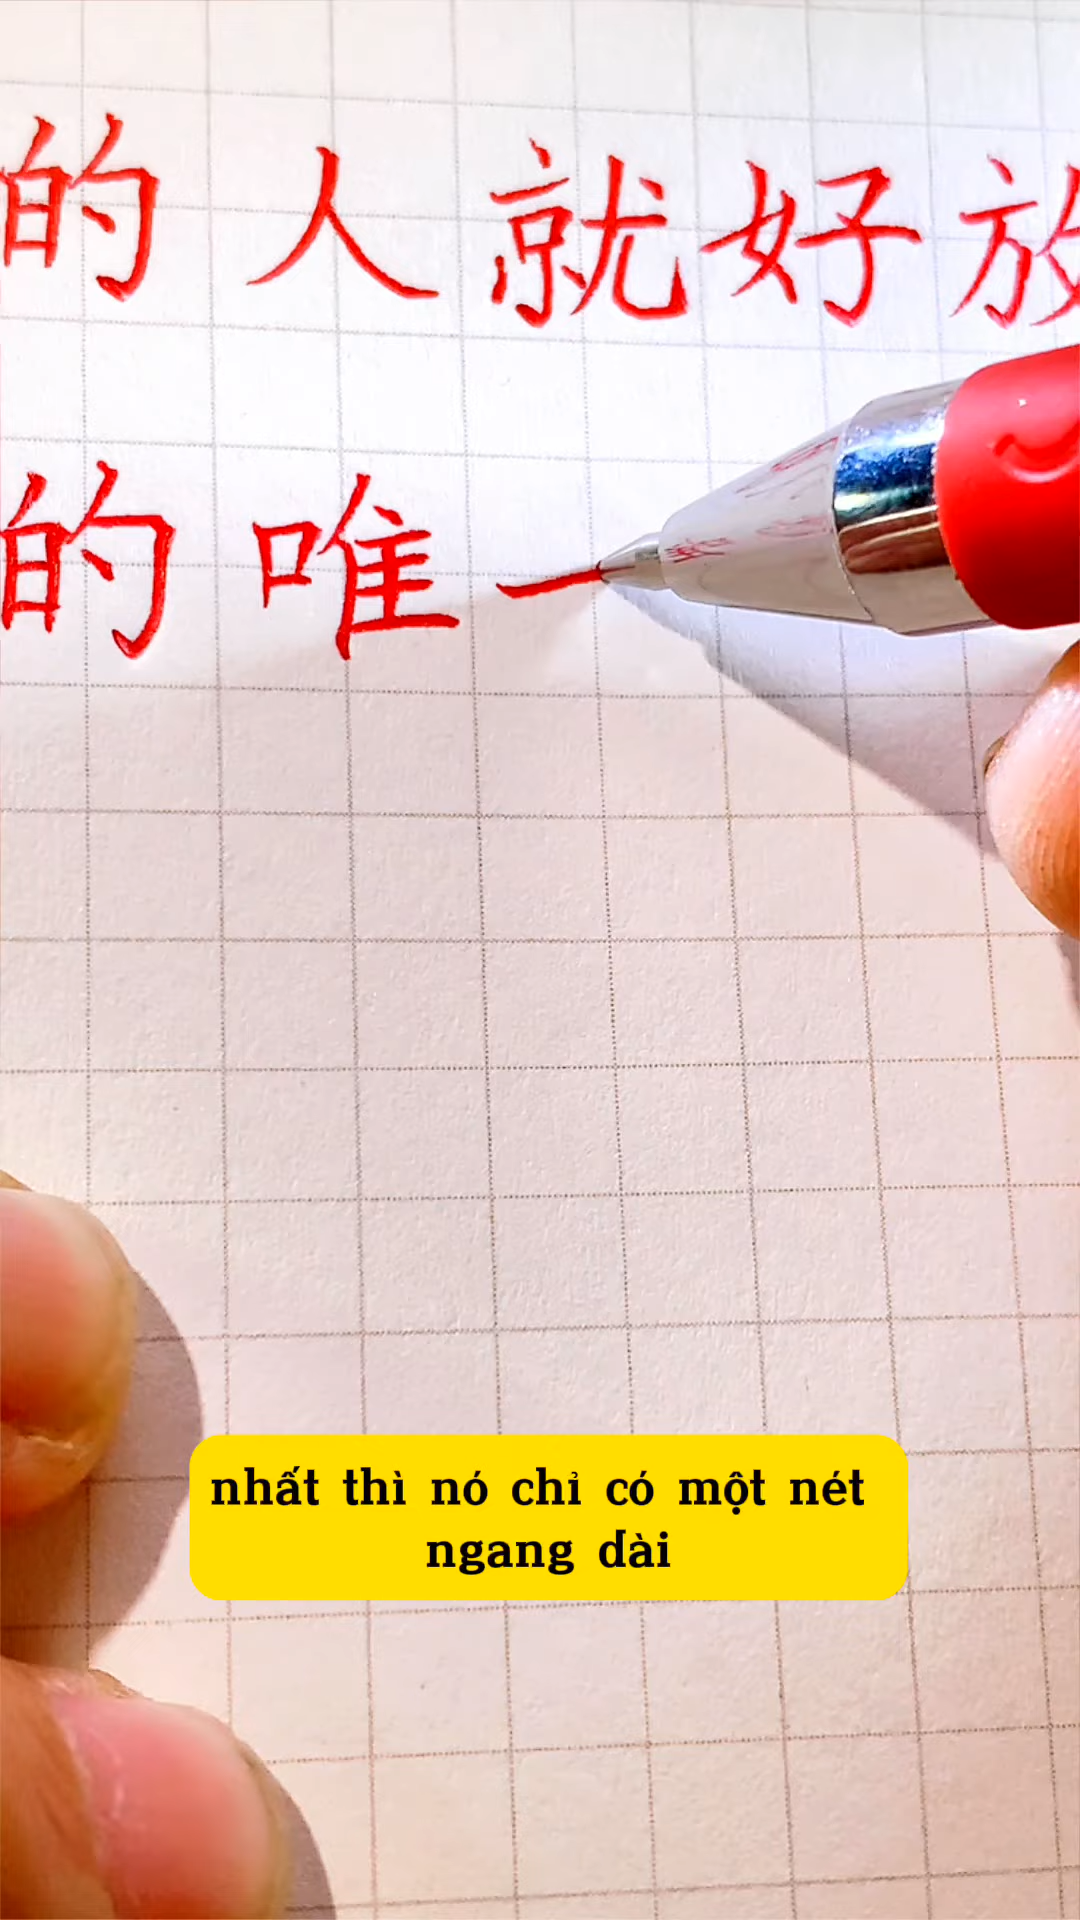 的人就好放
的唯一
nhất thì nó chỉ có một nét
ngang dài